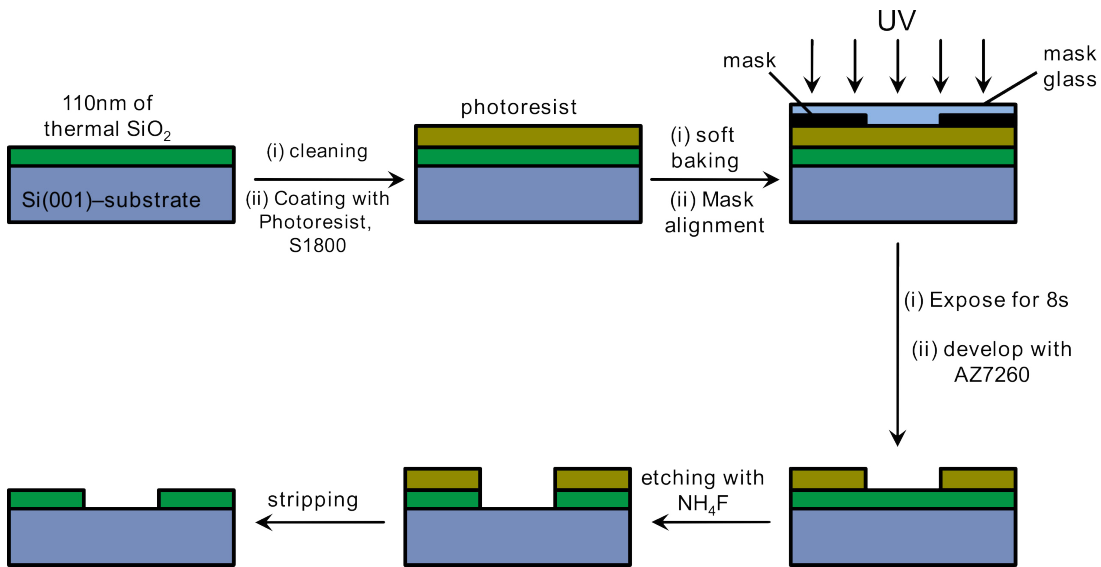 110nm of
thermal SiO₂
Si(001)–substrate
(i) cleaning
(ii) Coating with
Photoresist,
S1800
photoresist
(i) soft
baking
(ii) Mask
alignment
UV
mask
mask
glass
(i) Expose for 8s
(ii) develop with
AZ7260
etching with
NH₄F
stripping